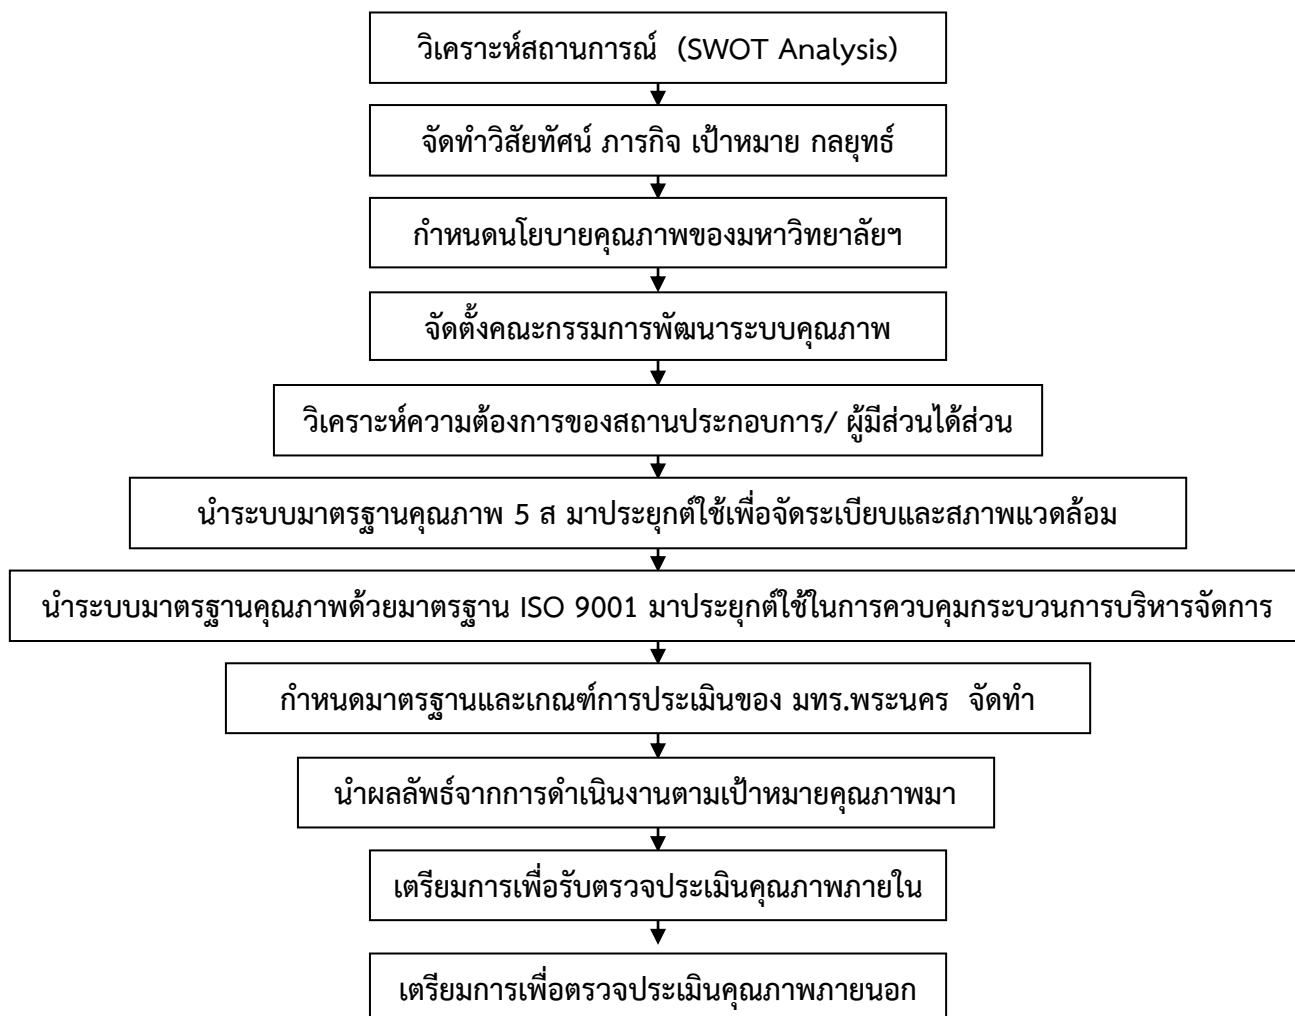 วิเคราะห์สถานการณ์ (SWOT Analysis)
จัดทำวิสัยทัศน์ ภารกิจ เป้าหมาย กลยุทธ์
กำหนดนโยบายคุณภาพของมหาวิทยาลัยฯ
จัดตั้งคณะกรรมการพัฒนาระบบคุณภาพ
วิเคราะห์ความต้องการของสถานประกอบการ/ ผู้มีส่วนได้ส่วน
นำระบบมาตรฐานคุณภาพ 5 ส มาประยุกต์ใช้เพื่อจัดระเบียบและสภาพแวดล้อม
นำระบบมาตรฐานคุณภาพด้วยมาตรฐาน ISO 9001 มาประยุกต์ใช้ในการควบคุมกระบวนการบริหารจัดการ
กำหนดมาตรฐานและเกณฑ์การประเมินของ มทร.พระนคร จัดทำ
นำผลลัพธ์จากการดำเนินงานตามเป้าหมายคุณภาพมา
เตรียมการเพื่อรับตรวจประเมินคุณภาพภายใน
เตรียมการเพื่อตรวจประเมินคุณภาพภายนอก